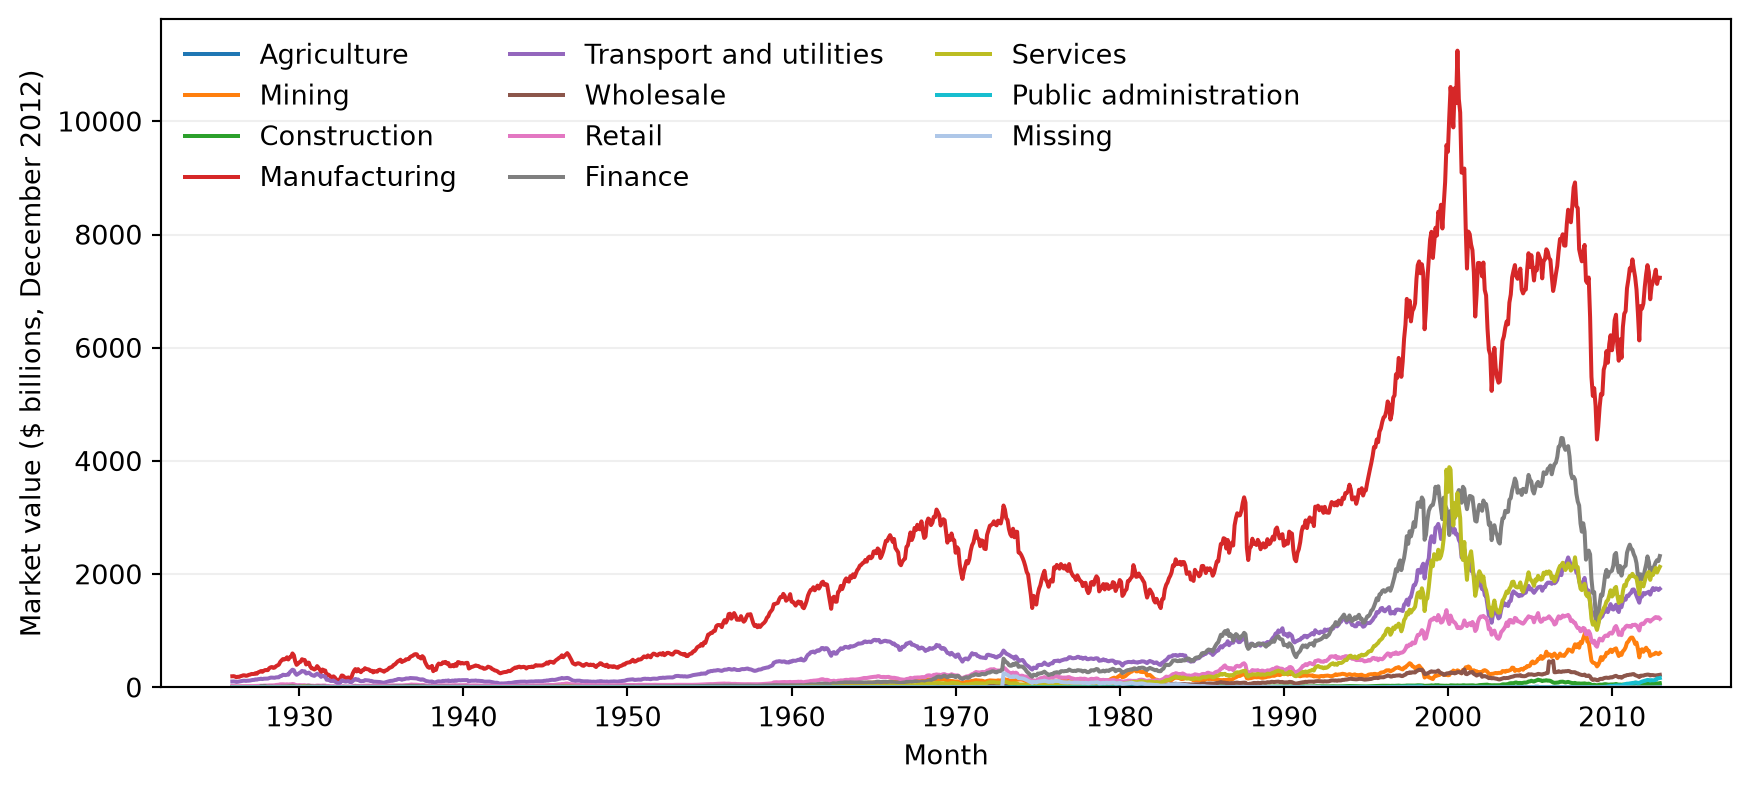 Agriculture
Mining
Construction
Manufacturing
Transport and utilities
Wholesale
Retail
Finance
Services
Public administration
Missing
Market value ($ billions, December 2012)
10000
8000
6000
4000
2000
0
1930 1940 1950 1960 1970 1980 1990 2000 2010
Month